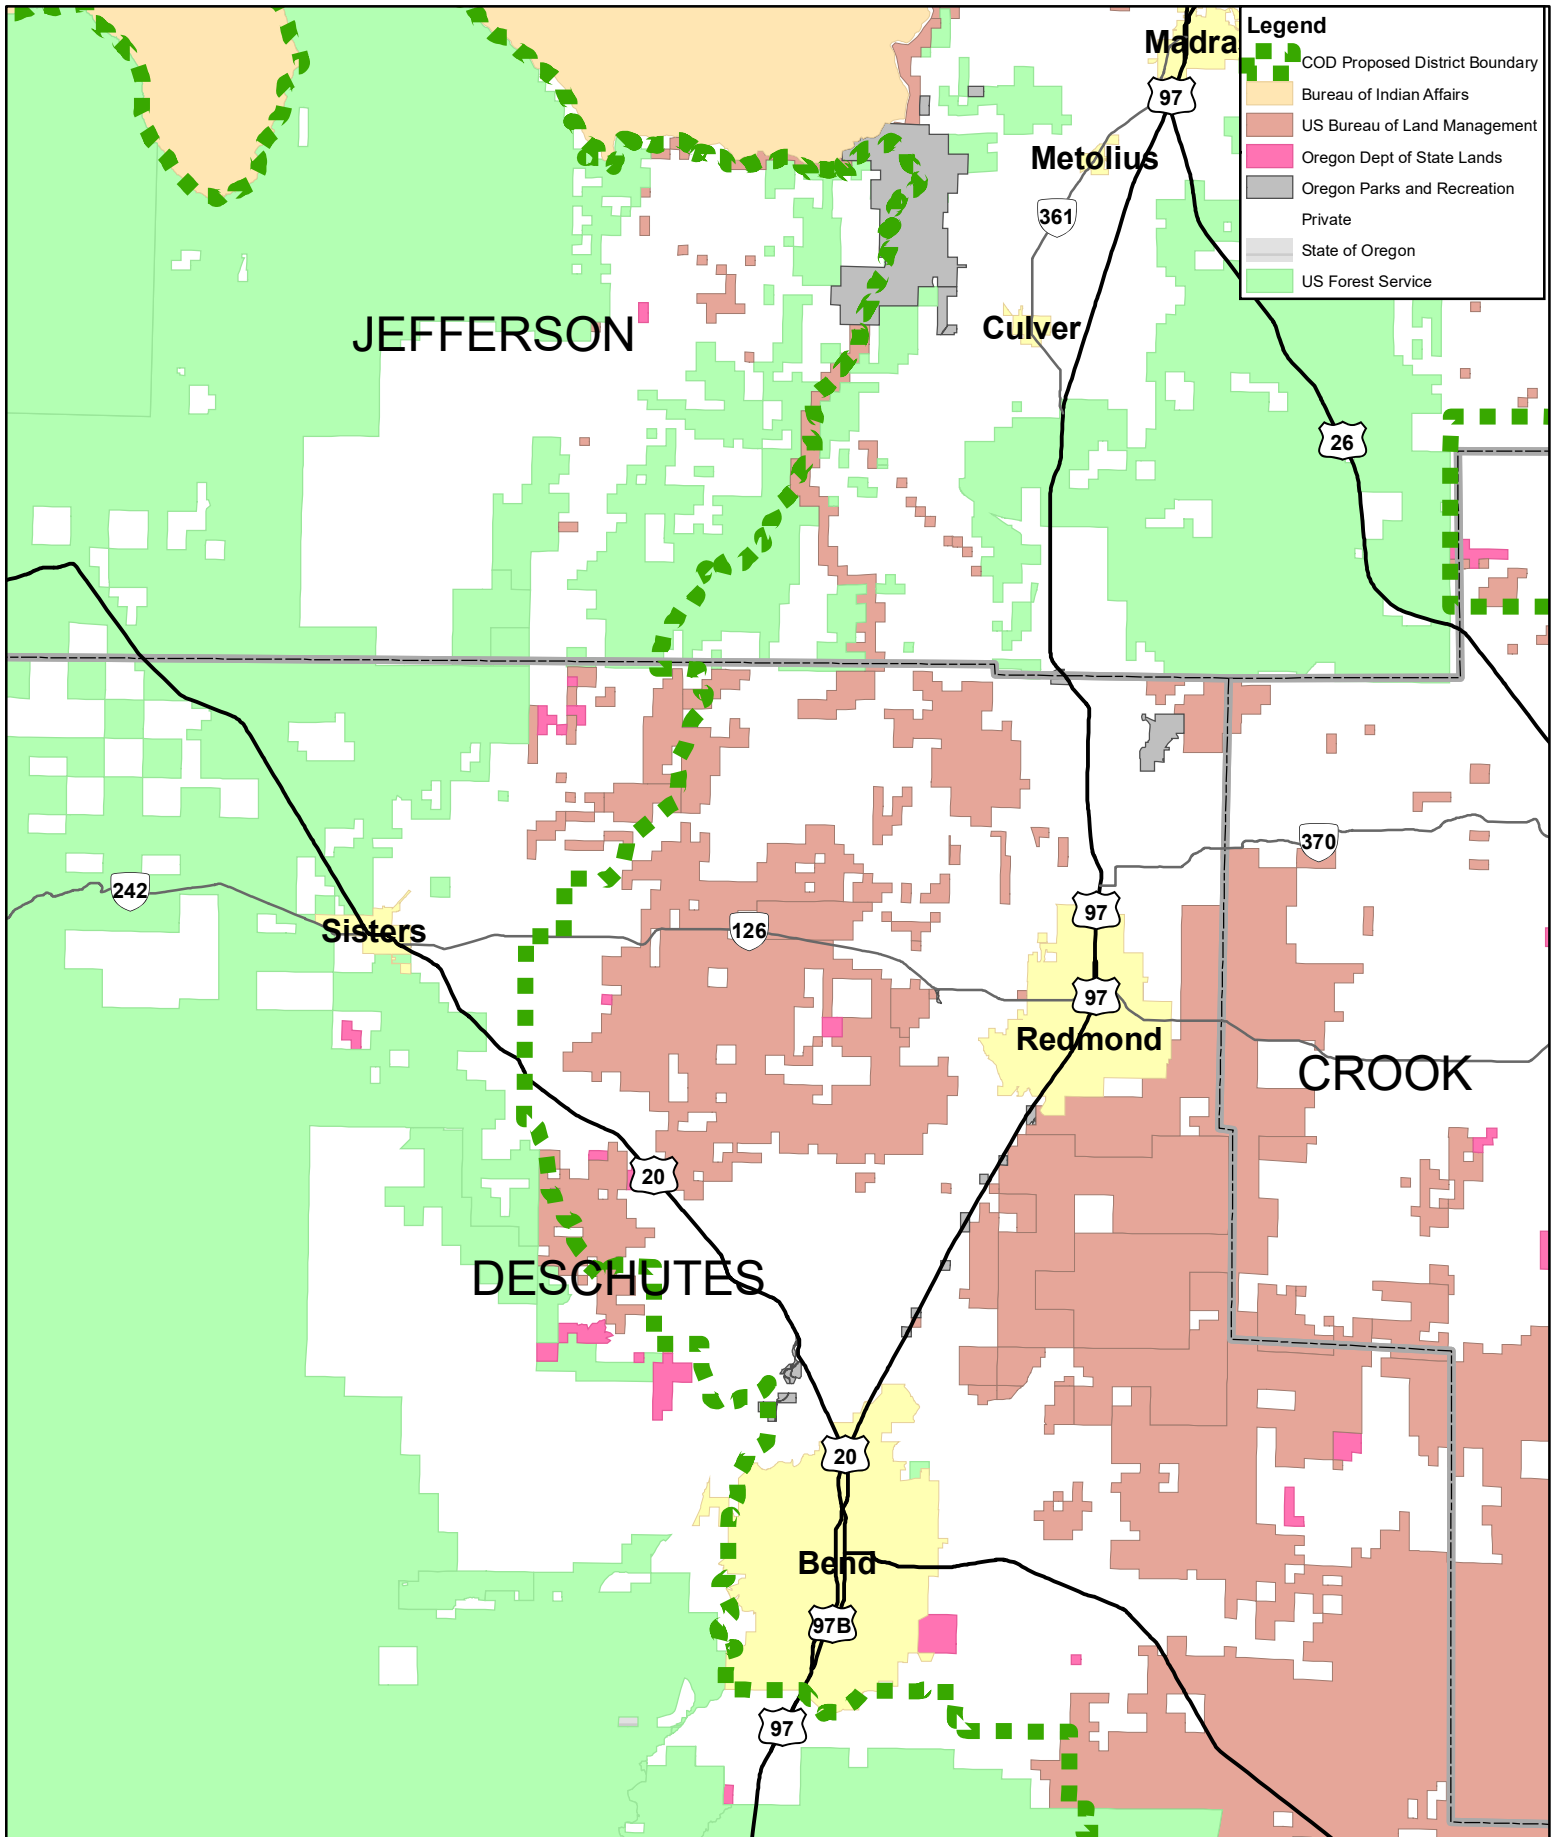 Madra
97
Metolius
361
Culver
JEFFERSON
26
Legend
COD Proposed District Boundary
Bureau of Indian Affairs
US Bureau of Land Management
Oregon Dept of State Lands
Oregon Parks and Recreation
Private
State of Oregon
US Forest Service
370
242
Sisters
126
97
97
Redmond
CROOK
20
DESCHUTES
20
Bend
97B
97